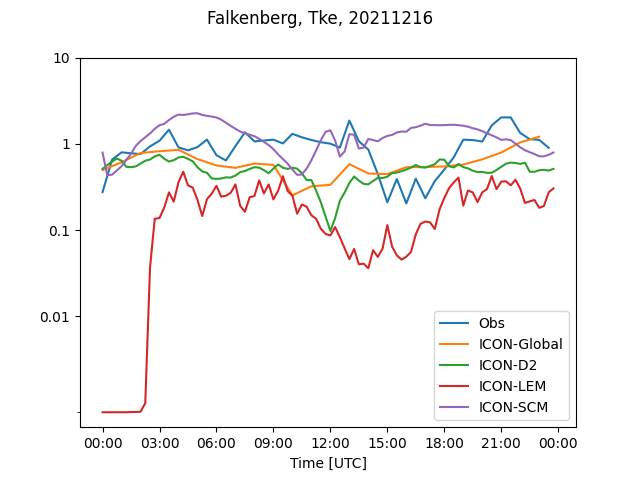 Falkenberg, Tke, 20211216
10
1
0.1
0.01
Obs
ICON-Global
ICON-D2
ICON-LEM
ICON-SCM
00:00 03:00 06:00 09:00 12:00 15:00 18:00 21:00 00:00
Time [UTC]